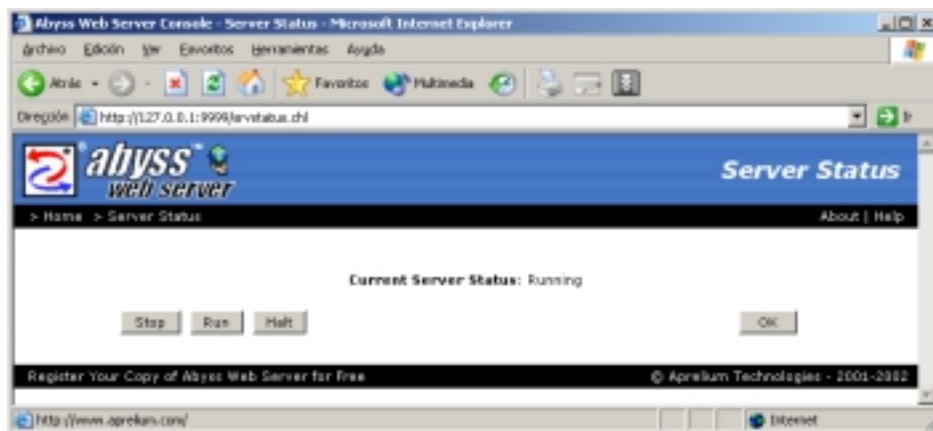 Abyss Web Server Console - Server Status - Microsoft Internet Explorer
Archivo Edición Ver Favoritos Herramientas Ayuda
Atrás Favoritos Multimedia
Dirección http://127.0.0.1:9999/srvstatus.chl Ir
abyss™
web server
Server Status
> Home > Server Status About | Help
Current Server Status: Running
Stop Run Halt OK
Register Your Copy of Abyss Web Server for Free © Aprelium Technologies - 2001-2002
http://www.aprelium.com/ Internet